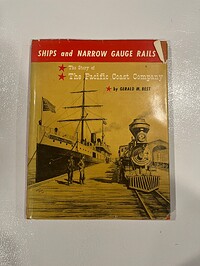 SHIPS and NARROW GAUGE RAILS
The Story of
The Pacific Coast Company
by GERALD M. BEST